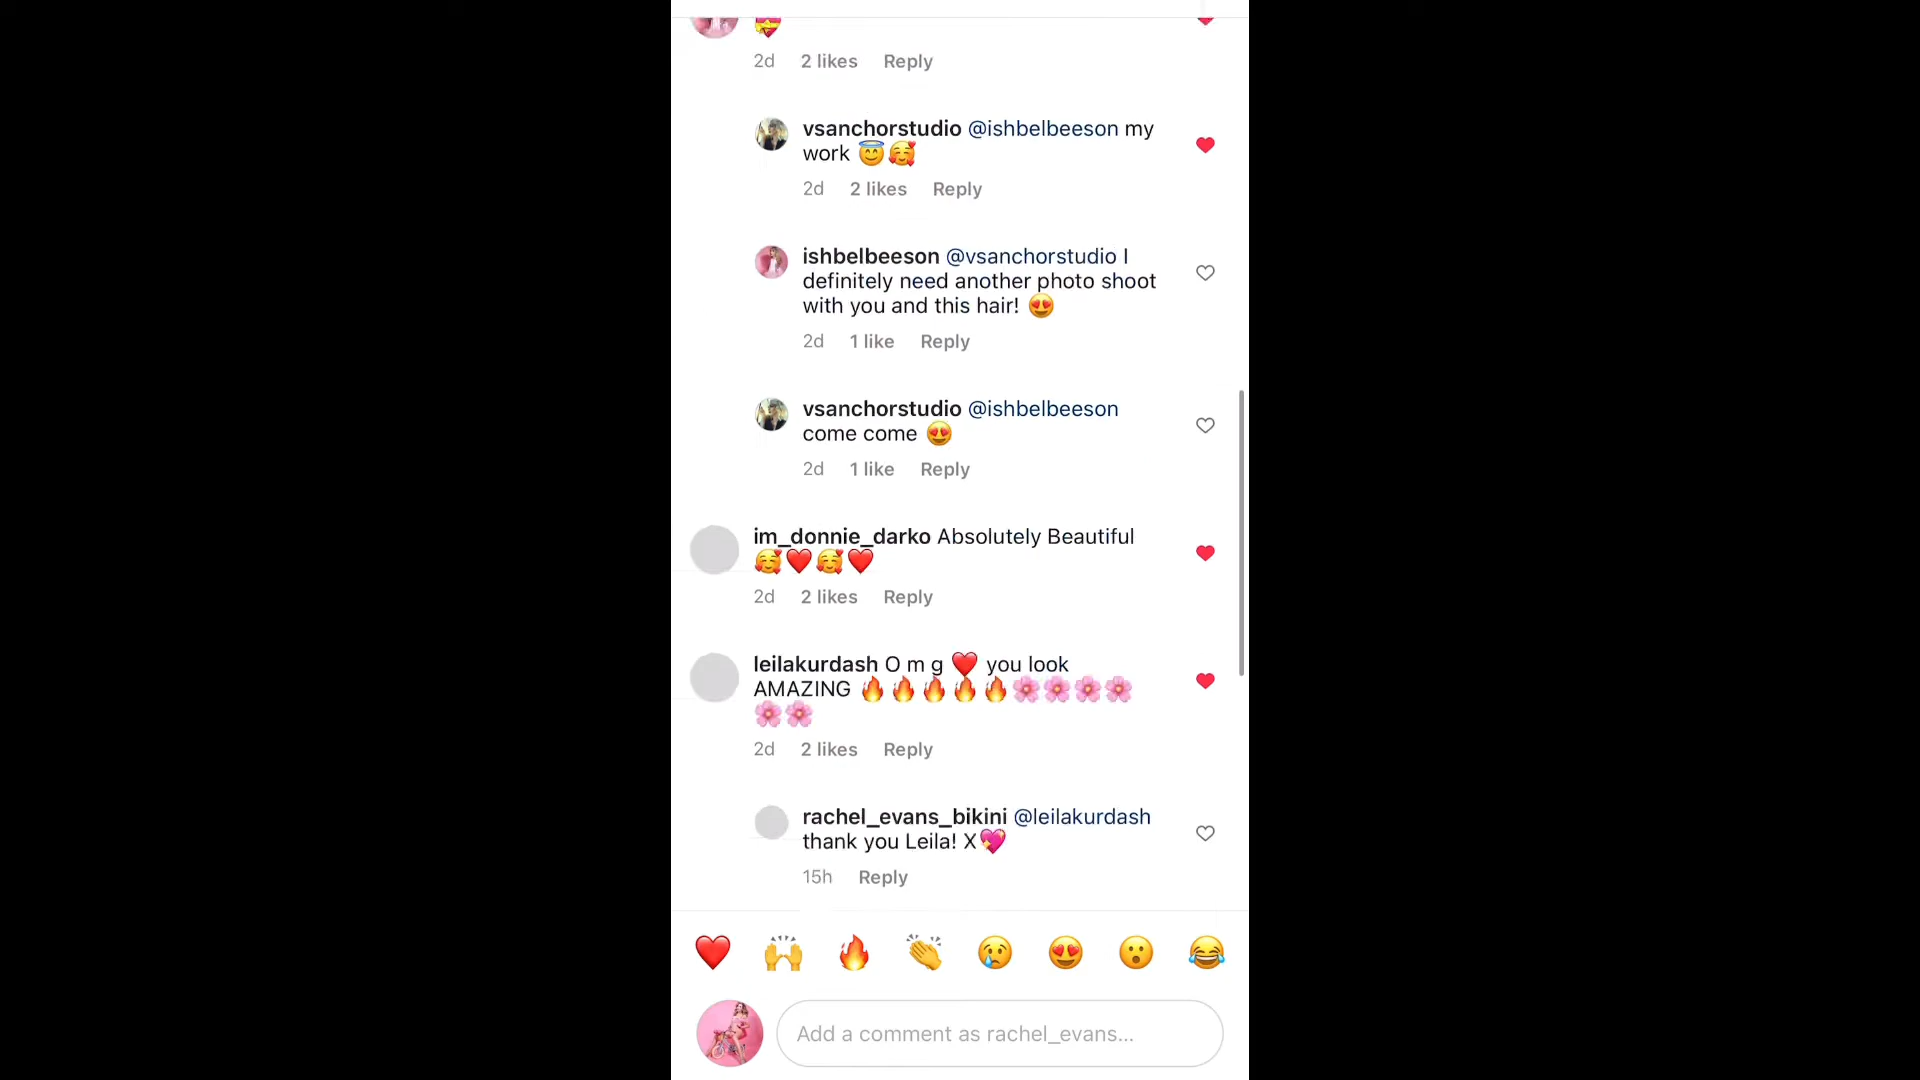 💝
2d 2 likes Reply
vsanchorstudio @ishbelbeeson my
work 😇🥰
2d 2 likes Reply
ishbelbeeson @vsanchorstudio I
definitely need another photo shoot
with you and this hair! 😍
2d 1 like Reply
vsanchorstudio @ishbelbeeson
come come 😍
2d 1 like Reply
im_donnie_darko Absolutely Beautiful
🥰❤️🥰❤️
2d 2 likes Reply
leilakurdash O m g ❤️ you look
AMAZING 🔥🔥🔥🔥🔥🌸🌸🌸🌸
🌸🌸
2d 2 likes Reply
rachel_evans_bikini @leilakurdash
thank you Leila! X💖
15h Reply
❤️🙌🔥👏😢😍😮😂
Add a comment as rachel_evans...